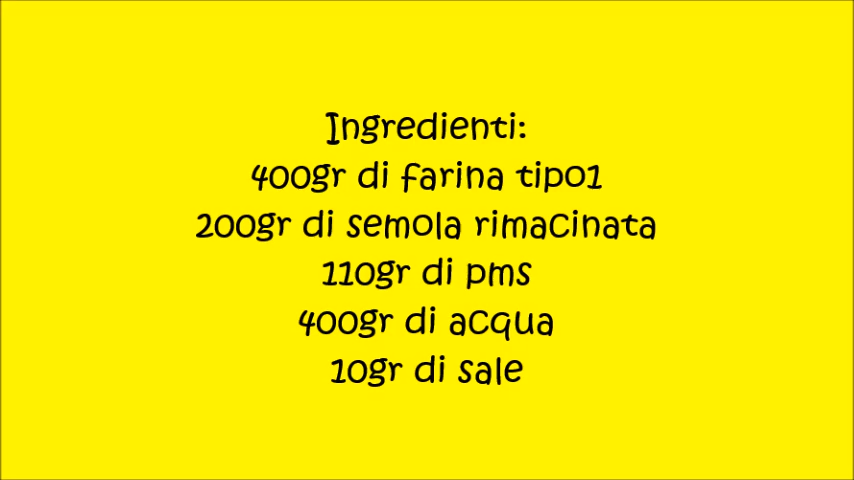 Ingredienti:
400gr di farina tipo1
200gr di semola rimacinata
110gr di pms
400gr di acqua
10gr di sale